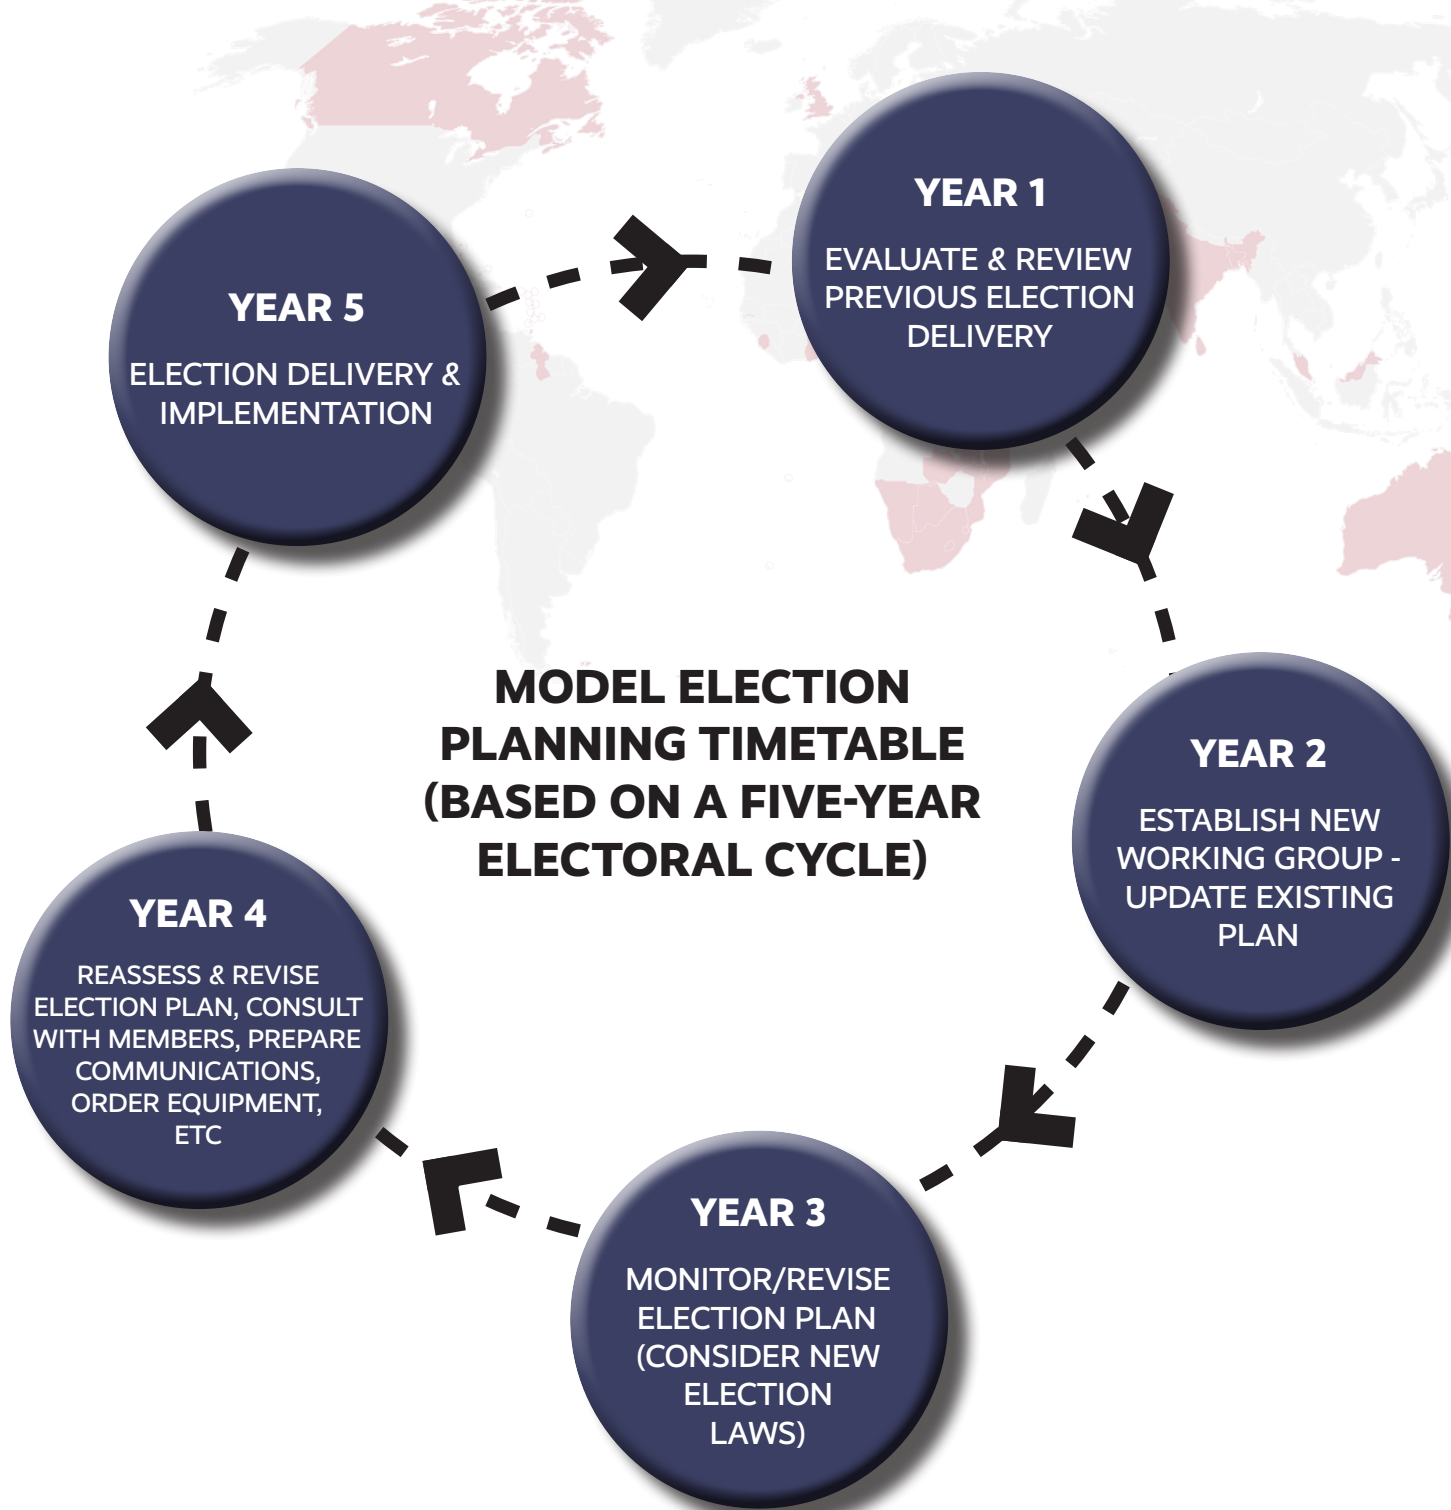 YEAR 1
EVALUATE & REVIEW
PREVIOUS ELECTION
DELIVERY
YEAR 2
ESTABLISH NEW
WORKING GROUP -
UPDATE EXISTING
PLAN
YEAR 3
MONITOR/REVISE
ELECTION PLAN
(CONSIDER NEW
ELECTION
LAWS)
YEAR 4
REASSESS & REVISE
ELECTION PLAN, CONSULT
WITH MEMBERS, PREPARE
COMMUNICATIONS,
ORDER EQUIPMENT,
ETC
YEAR 5
ELECTION DELIVERY &
IMPLEMENTATION
MODEL ELECTION
PLANNING TIMETABLE
(BASED ON A FIVE-YEAR
ELECTORAL CYCLE)